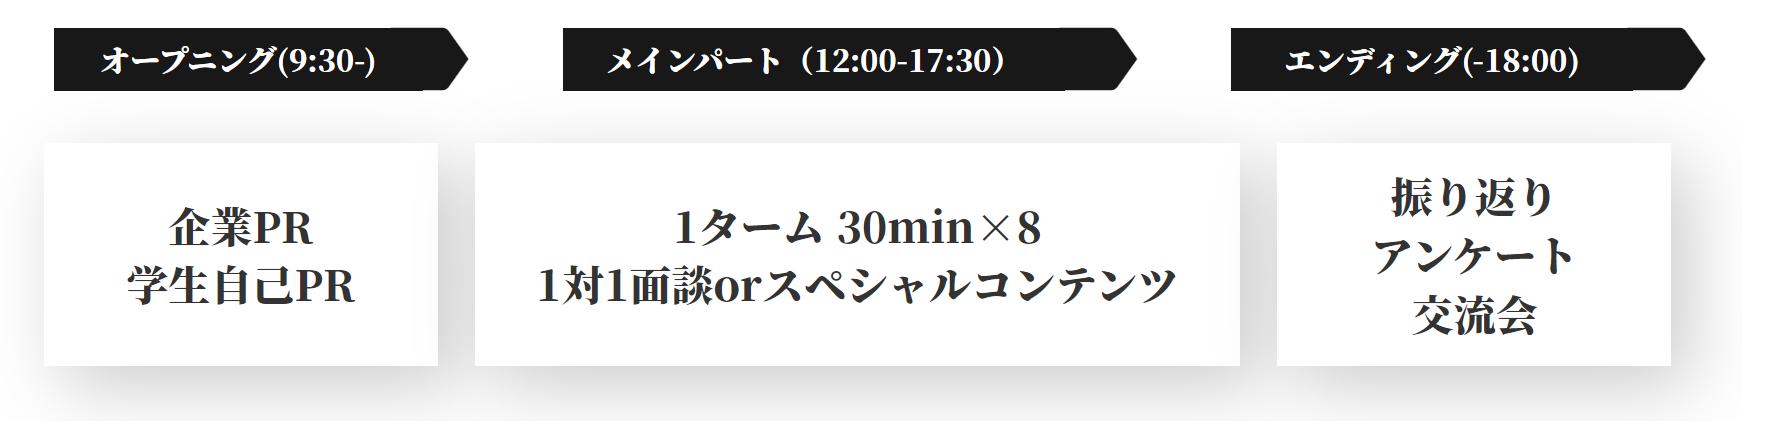 オープニング(9:30-)
メインパート（12:00-17:30）
エンディング(-18:00)
企業PR
学生自己PR
1ターム 30min×8
1対1面談orスペシャルコンテンツ
振り返り
アンケート
交流会